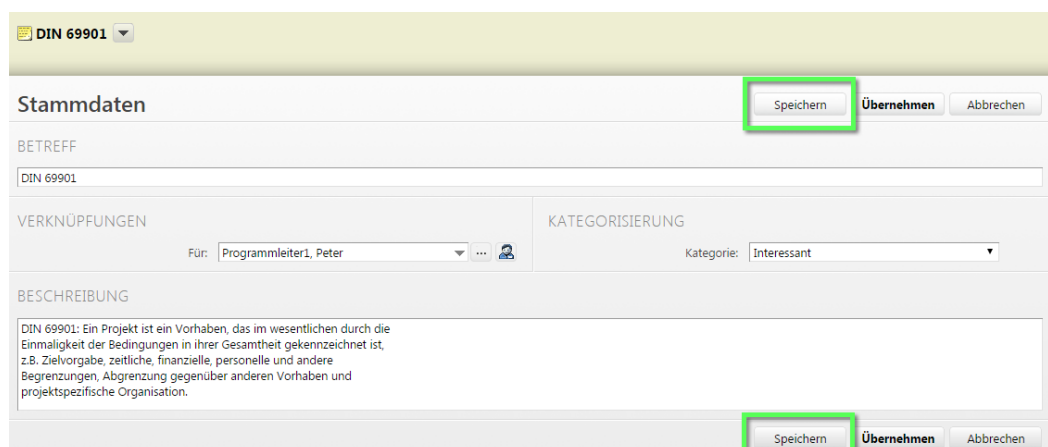 DIN 69901
Stammdaten
Speichern Übernehmen Abbrechen
BETREFF
DIN 69901
VERKNÜPFUNGEN
Für: Programmleiter1, Peter ...
KATEGORISIERUNG
Kategorie: Interessant
BESCHREIBUNG
DIN 69901: Ein Projekt ist ein Vorhaben, das im wesentlichen durch die
Einmaligkeit der Bedingungen in ihrer Gesamtheit gekennzeichnet ist,
z.B. Zielvorgabe, zeitliche, finanzielle, personelle und andere
Begrenzungen, Abgrenzung gegenüber anderen Vorhaben und
projektspezifische Organisation.
Speichern Übernehmen Abbrechen